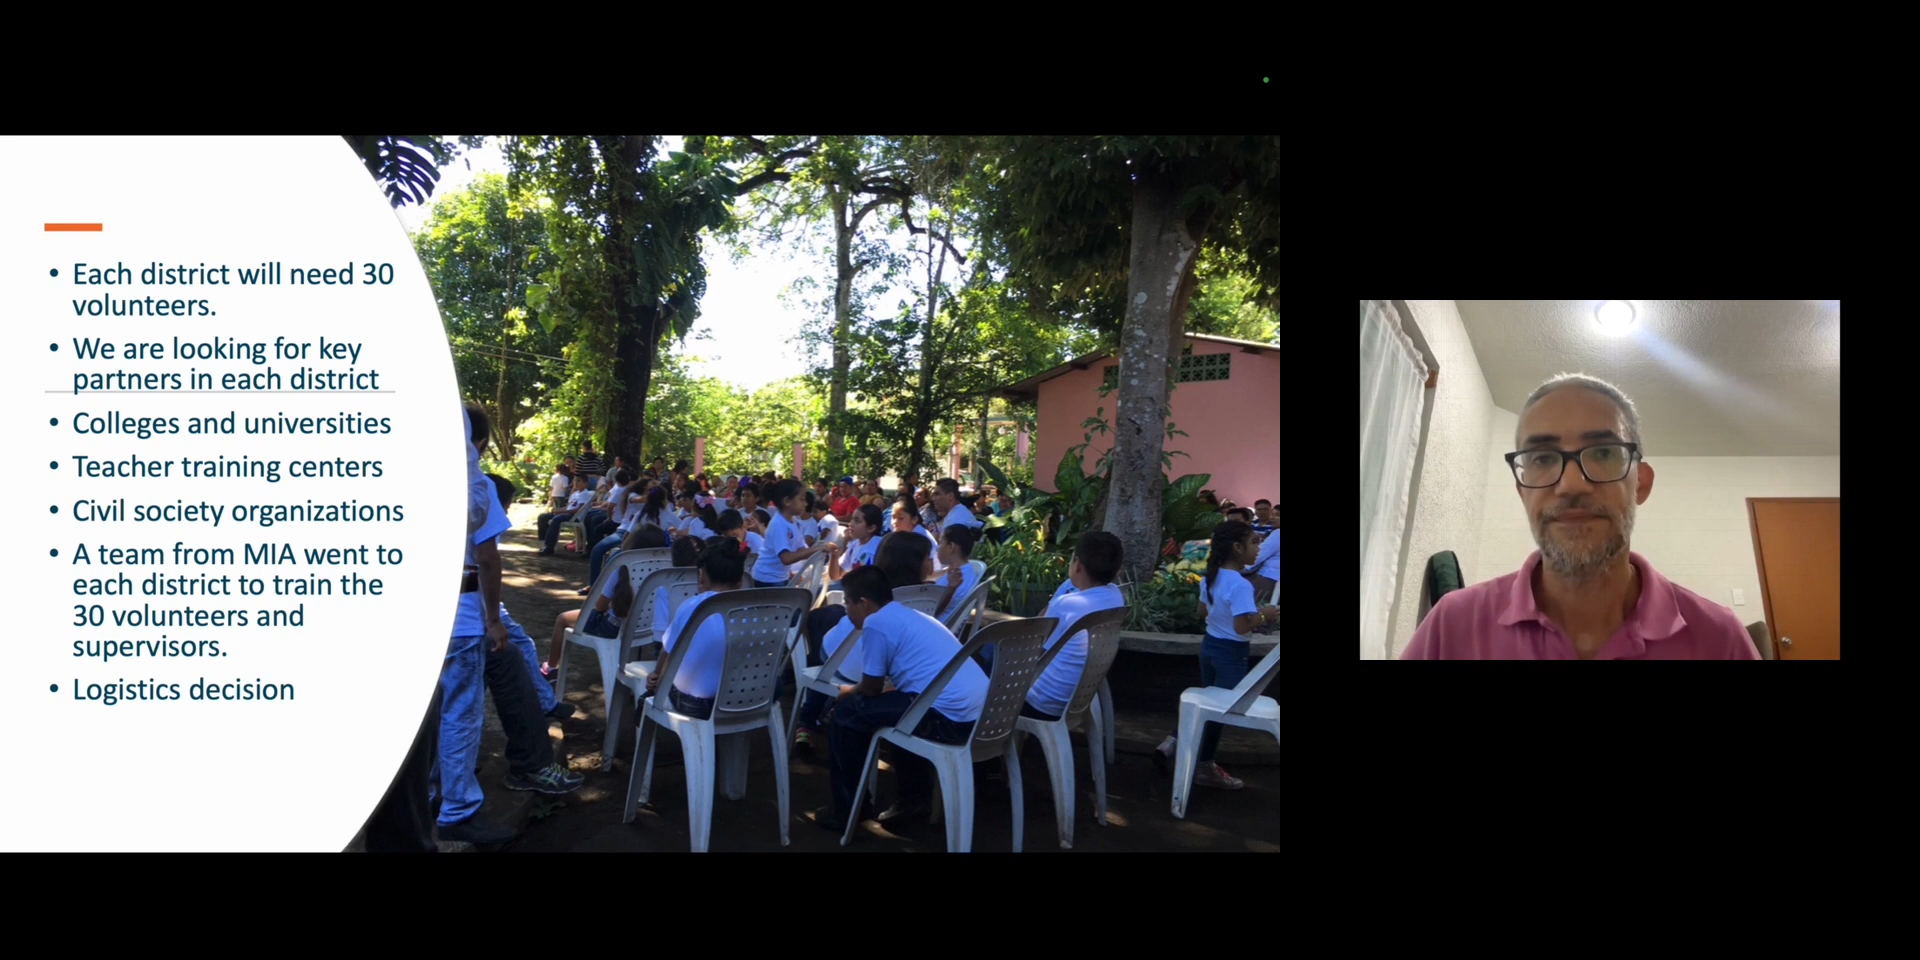 • Each district will need 30
volunteers.
• We are looking for key
partners in each district
• Colleges and universities
• Teacher training centers
• Civil society organizations
• A team from MIA went to
each district to train the
30 volunteers and
supervisors.
• Logistics decision